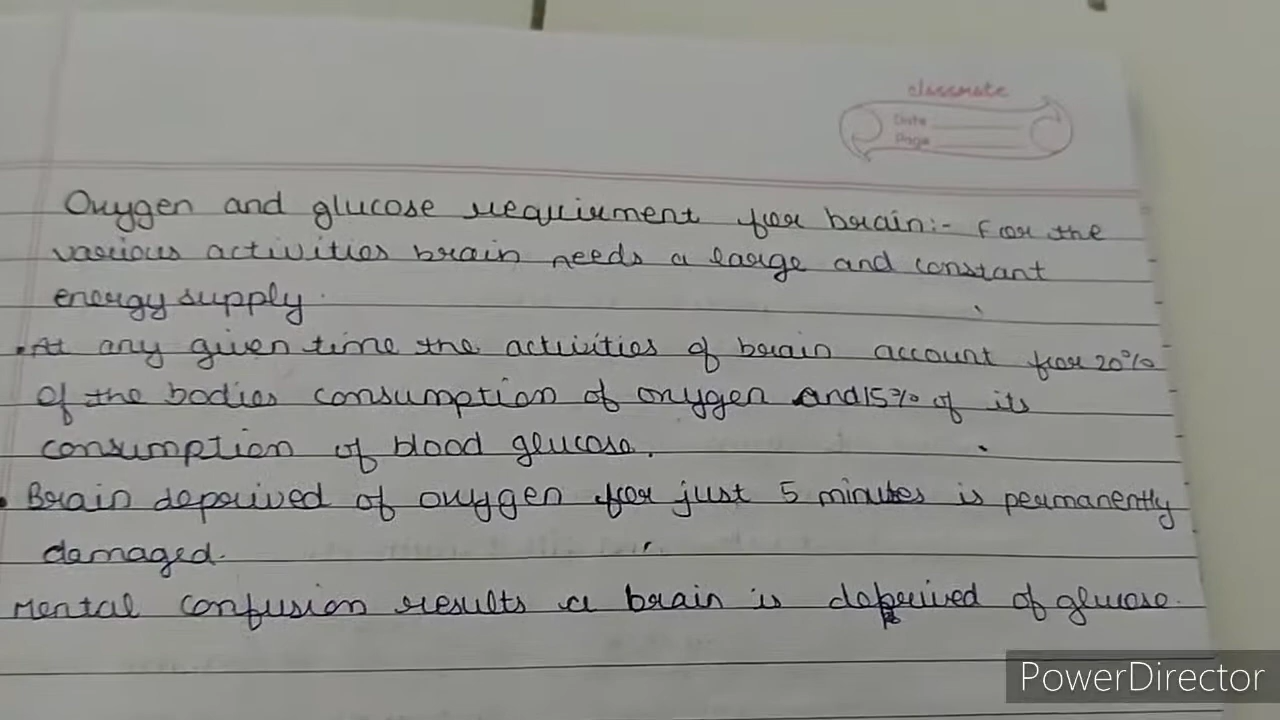 classmate
Date
Page
Oxygen and glucose requirment for brain:- For the
various activities brain needs a large and constant
energy supply.
•At any given time the activities of brain account for 20%
of the bodies consumption of oxygen and 15% of its
consumption of blood glucose.
• Brain deprived of oxygen for just 5 minutes is permanently
damaged.
Mental confusion results a brain is deprived of glucose.
PowerDirector